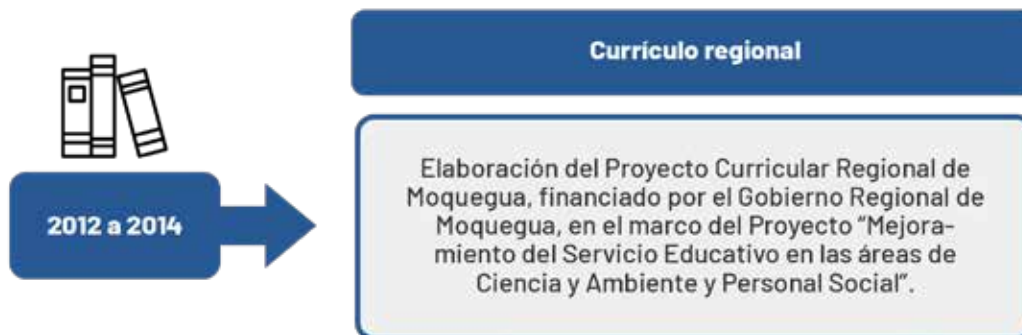 Currículo regional
2012 a 2014
Elaboración del Proyecto Curricular Regional de
Moquegua, financiado por el Gobierno Regional de
Moquegua, en el marco del Proyecto “Mejora-
miento del Servicio Educativo en las áreas de
Ciencia y Ambiente y Personal Social”.